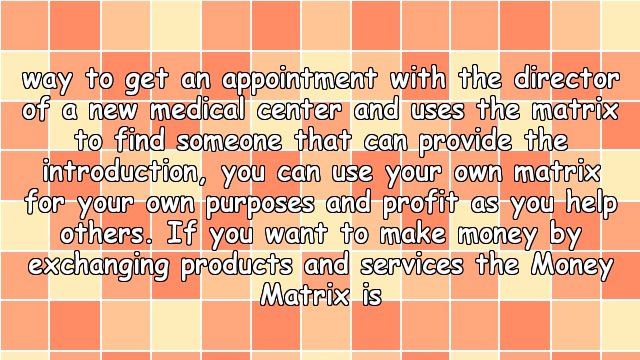 way to get an appointment with the director
of a new medical center and uses the matrix
to find someone that can provide the
introduction, you can use your own matrix
for your own purposes and profit as you help
others. If you want to make money by
exchanging products and services the Money
Matrix is